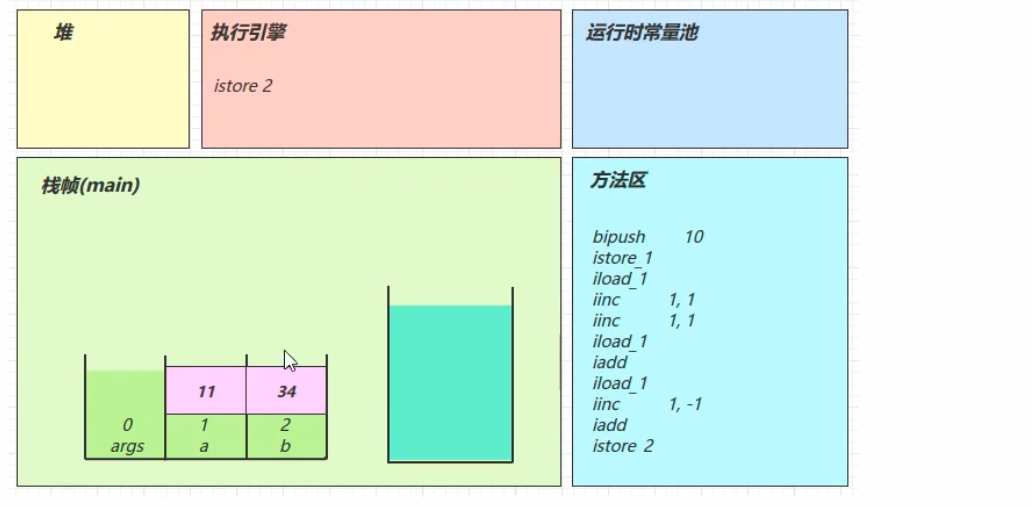 堆
执行引擎
istore 2
运行时常量池
栈帧(main)
11
34
0
1
2
args
a
b
方法区
bipush 10
istore_1
iload_1
iinc 1, 1
iinc 1, 1
iload_1
iadd
iload_1
iinc 1, -1
iadd
istore 2